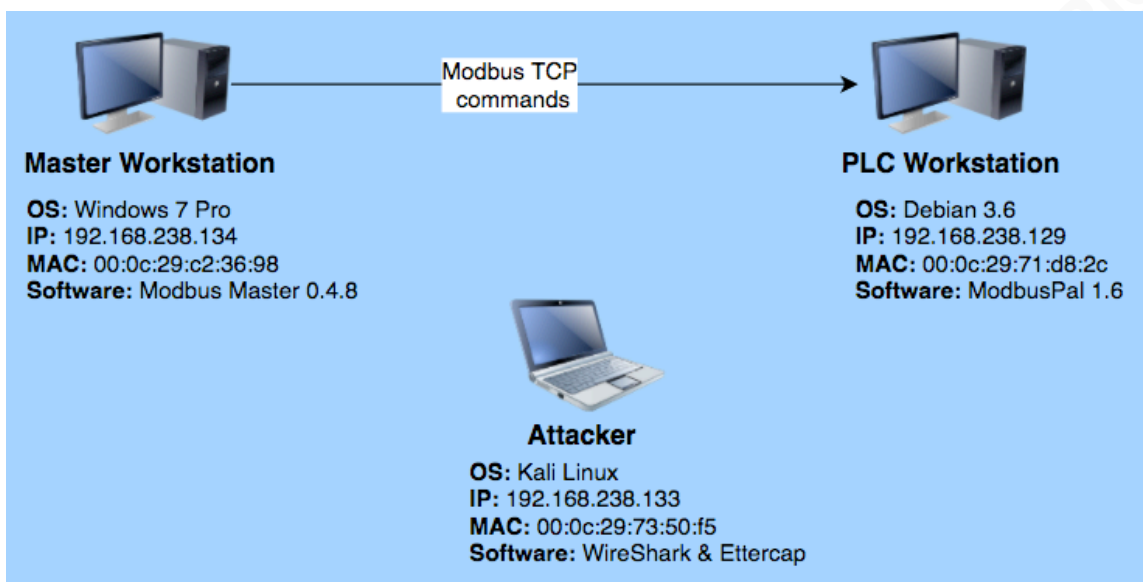 Modbus TCP
commands
Master Workstation
OS: Windows 7 Pro
IP: 192.168.238.134
MAC: 00:0c:29:c2:36:98
Software: Modbus Master 0.4.8
PLC Workstation
OS: Debian 3.6
IP: 192.168.238.129
MAC: 00:0c:29:71:d8:2c
Software: ModbusPal 1.6
Attacker
OS: Kali Linux
IP: 192.168.238.133
MAC: 00:0c:29:73:50:f5
Software: WireShark & Ettercap